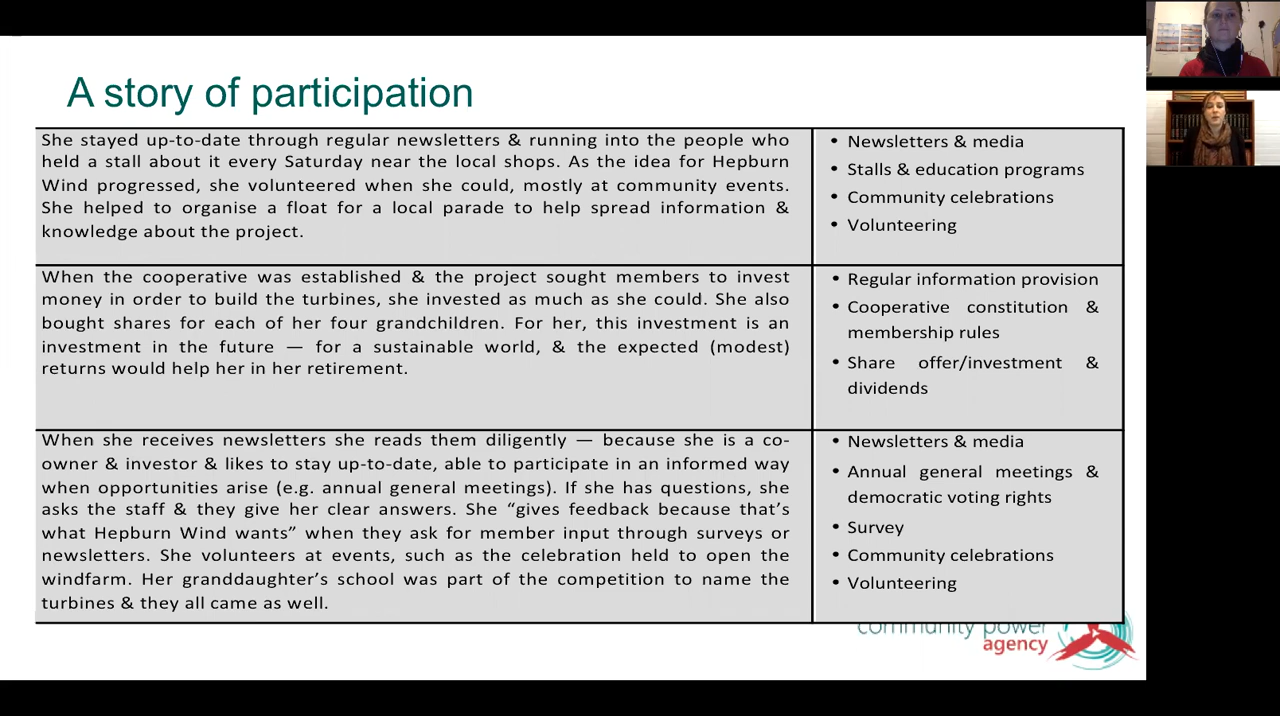 A story of participation
She stayed up-to-date through regular newsletters & running into the people who
held a stall about it every Saturday near the local shops. As the idea for Hepburn
Wind progressed, she volunteered when she could, mostly at community events.
She helped to organise a float for a local parade to help spread information &
knowledge about the project.
• Newsletters & media
• Stalls & education programs
• Community celebrations
• Volunteering
When the cooperative was established & the project sought members to invest
money in order to build the turbines, she invested as much as she could. She also
bought shares for each of her four grandchildren. For her, this investment is an
investment in the future — for a sustainable world, & the expected (modest)
returns would help her in her retirement.
• Regular information provision
• Cooperative constitution &
membership rules
• Share offer/investment &
dividends
When she receives newsletters she reads them diligently — because she is a co-
owner & investor & likes to stay up-to-date, able to participate in an informed way
when opportunities arise (e.g. annual general meetings). If she has questions, she
asks the staff & they give her clear answers. She “gives feedback because that’s
what Hepburn Wind wants” when they ask for member input through surveys or
newsletters. She volunteers at events, such as the celebration held to open the
windfarm. Her granddaughter’s school was part of the competition to name the
turbines & they all came as well.
• Newsletters & media
• Annual general meetings &
democratic voting rights
• Survey
• Community celebrations
• Volunteering
community power
agency